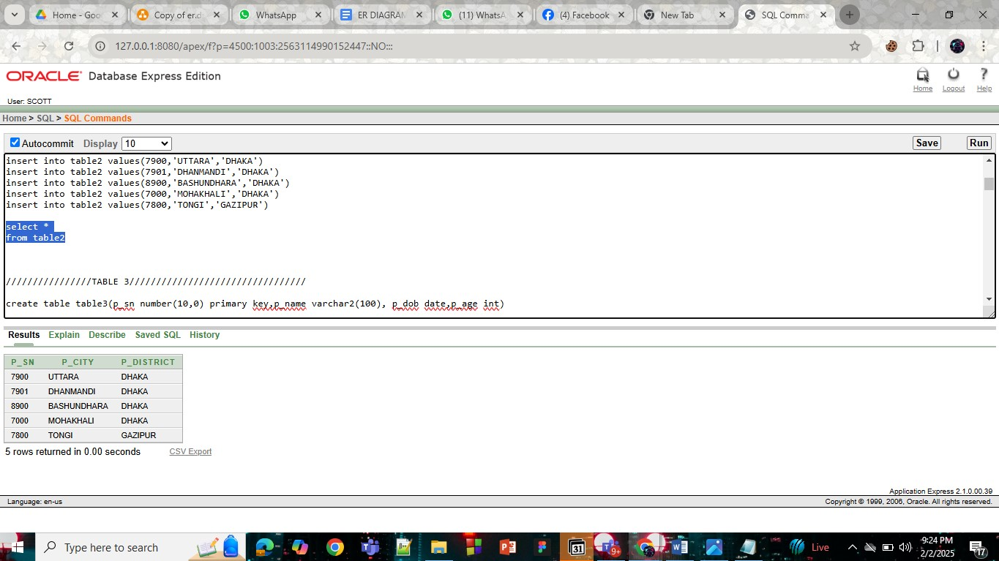 Home - Goo
Copy of er.d
WhatsApp
ER DIAGRAN
(11) WhatsA
(4) Facebook
New Tab
SQL Comma
127.0.0.1:8080/apex/f?p=4500:1003:2563114990152447::NO:::
ORACLE Database Express Edition
Home
Logout
Help
User: SCOTT
Home > SQL > SQL Commands
Autocommit Display 10
Save
Run
insert into table2 values(7900,'UTTARA','DHAKA')
insert into table2 values(7901,'DHANMANDI','DHAKA')
insert into table2 values(8900,'BASHUNDHARA','DHAKA')
insert into table2 values(7000,'MOHAKHALI','DHAKA')
insert into table2 values(7800,'TONGI','GAZIPUR')
select *
from table2
////////////////TABLE 3/////////////////////////////////
create table table3(p_sn number(10,0) primary key,p_name varchar2(100), p_dob date,p_age int)
Results Explain Describe Saved SQL History
P_SN P_CITY P_DISTRICT
7900 UTTARA DHAKA
7901 DHANMANDI DHAKA
8900 BASHUNDHARA DHAKA
7000 MOHAKHALI DHAKA
7800 TONGI GAZIPUR
5 rows returned in 0.00 seconds
CSV Export
Application Express 2.1.0.00.39
Language: en-us
Copyright © 1999, 2006, Oracle. All rights reserved.
Type here to search
31
9+
Live
9:24 PM
2/2/2025
17